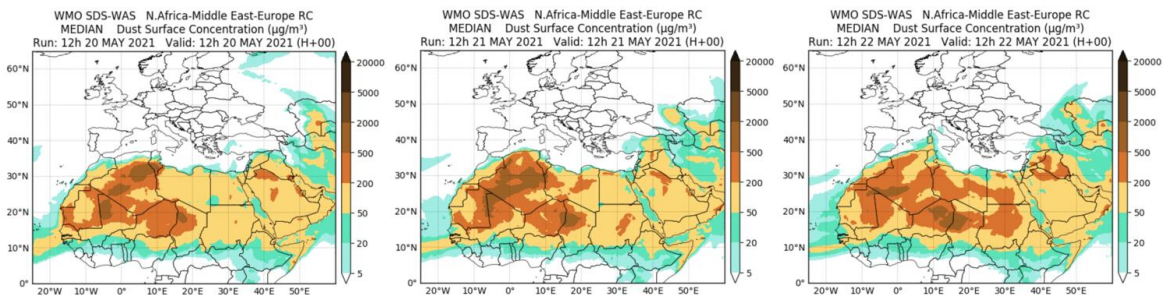 WMO SDS-WAS N.Africa-Middle East-Europe RC
MEDIAN Dust Surface Concentration (µg/m³)
Run: 12h 20 MAY 2021 Valid: 12h 20 MAY 2021 (H+00)
60°N
50°N
40°N
30°N
20°N
10°N
0°
20°W
10°W
0°
10°E
20°E
30°E
40°E
50°E
20000
5000
2000
500
200
50
20
5
WMO SDS-WAS N.Africa-Middle East-Europe RC
MEDIAN Dust Surface Concentration (µg/m³)
Run: 12h 21 MAY 2021 Valid: 12h 21 MAY 2021 (H+00)
60°N
50°N
40°N
30°N
20°N
10°N
0°
20°W
10°W
0°
10°E
20°E
30°E
40°E
50°E
20000
5000
2000
500
200
50
20
5
WMO SDS-WAS N.Africa-Middle East-Europe RC
MEDIAN Dust Surface Concentration (µg/m³)
Run: 12h 22 MAY 2021 Valid: 12h 22 MAY 2021 (H+00)
60°N
50°N
40°N
30°N
20°N
10°N
0°
20°W
10°W
0°
10°E
20°E
30°E
40°E
50°E
20000
5000
2000
500
200
50
20
5